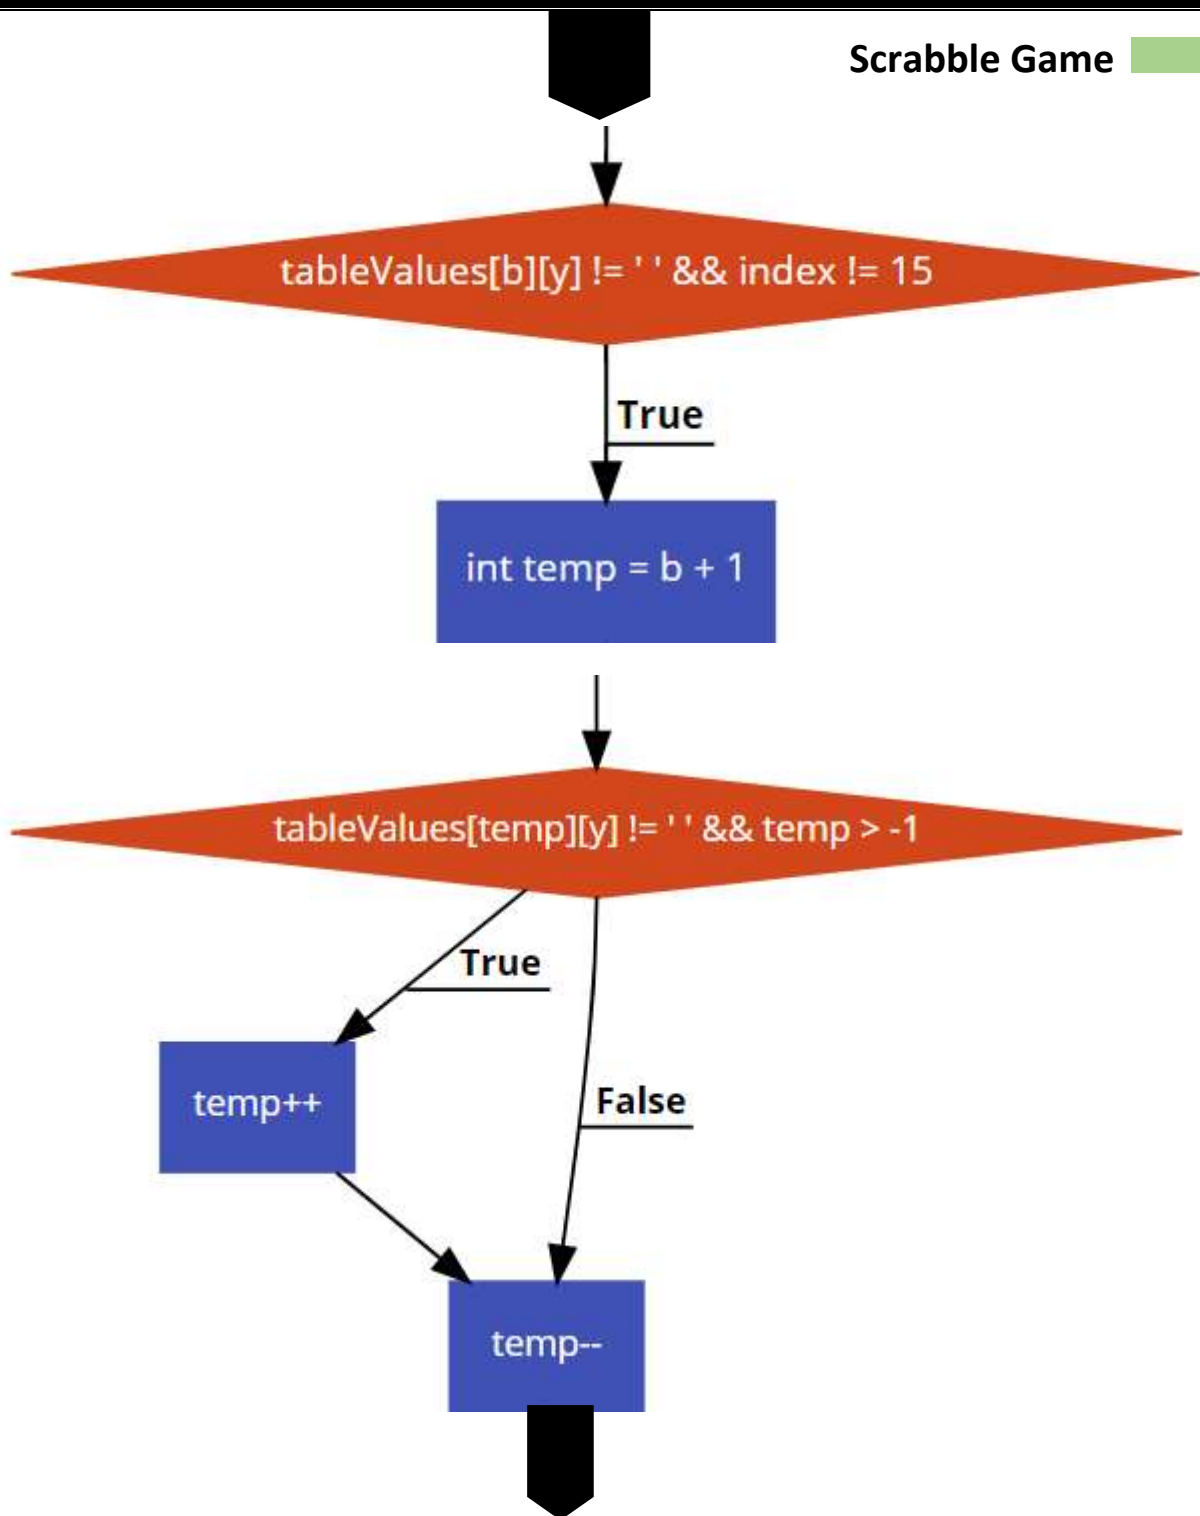 Scrabble Game
tableValues[b][y] != ' ' && index != 15
True
int temp = b + 1
tableValues[temp][y] != ' ' && temp > -1
True
temp++
False
temp--